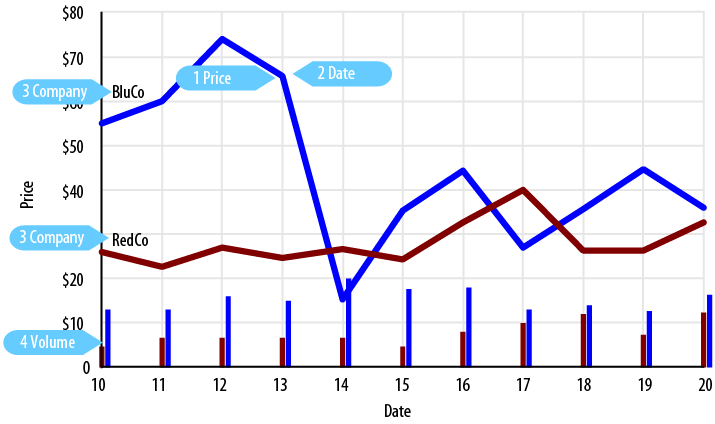 $80
$70
1 Price
2 Date
3 Company
BluCo
$60
$50
$40
Price
3 Company
RedCo
$20
$10
4 Volume
0
10 11 12 13 14 15 16 17 18 19 20
Date